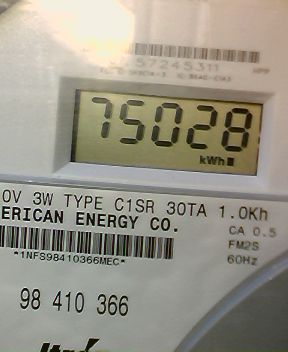 57245311
75028
kWh
0V 3W TYPE C1SR 30TA 1.0Kh
ERICAN ENERGY CO.
CA 0.5
FM2S
*1NFS98410366MEC*
60Hz
98 410 366